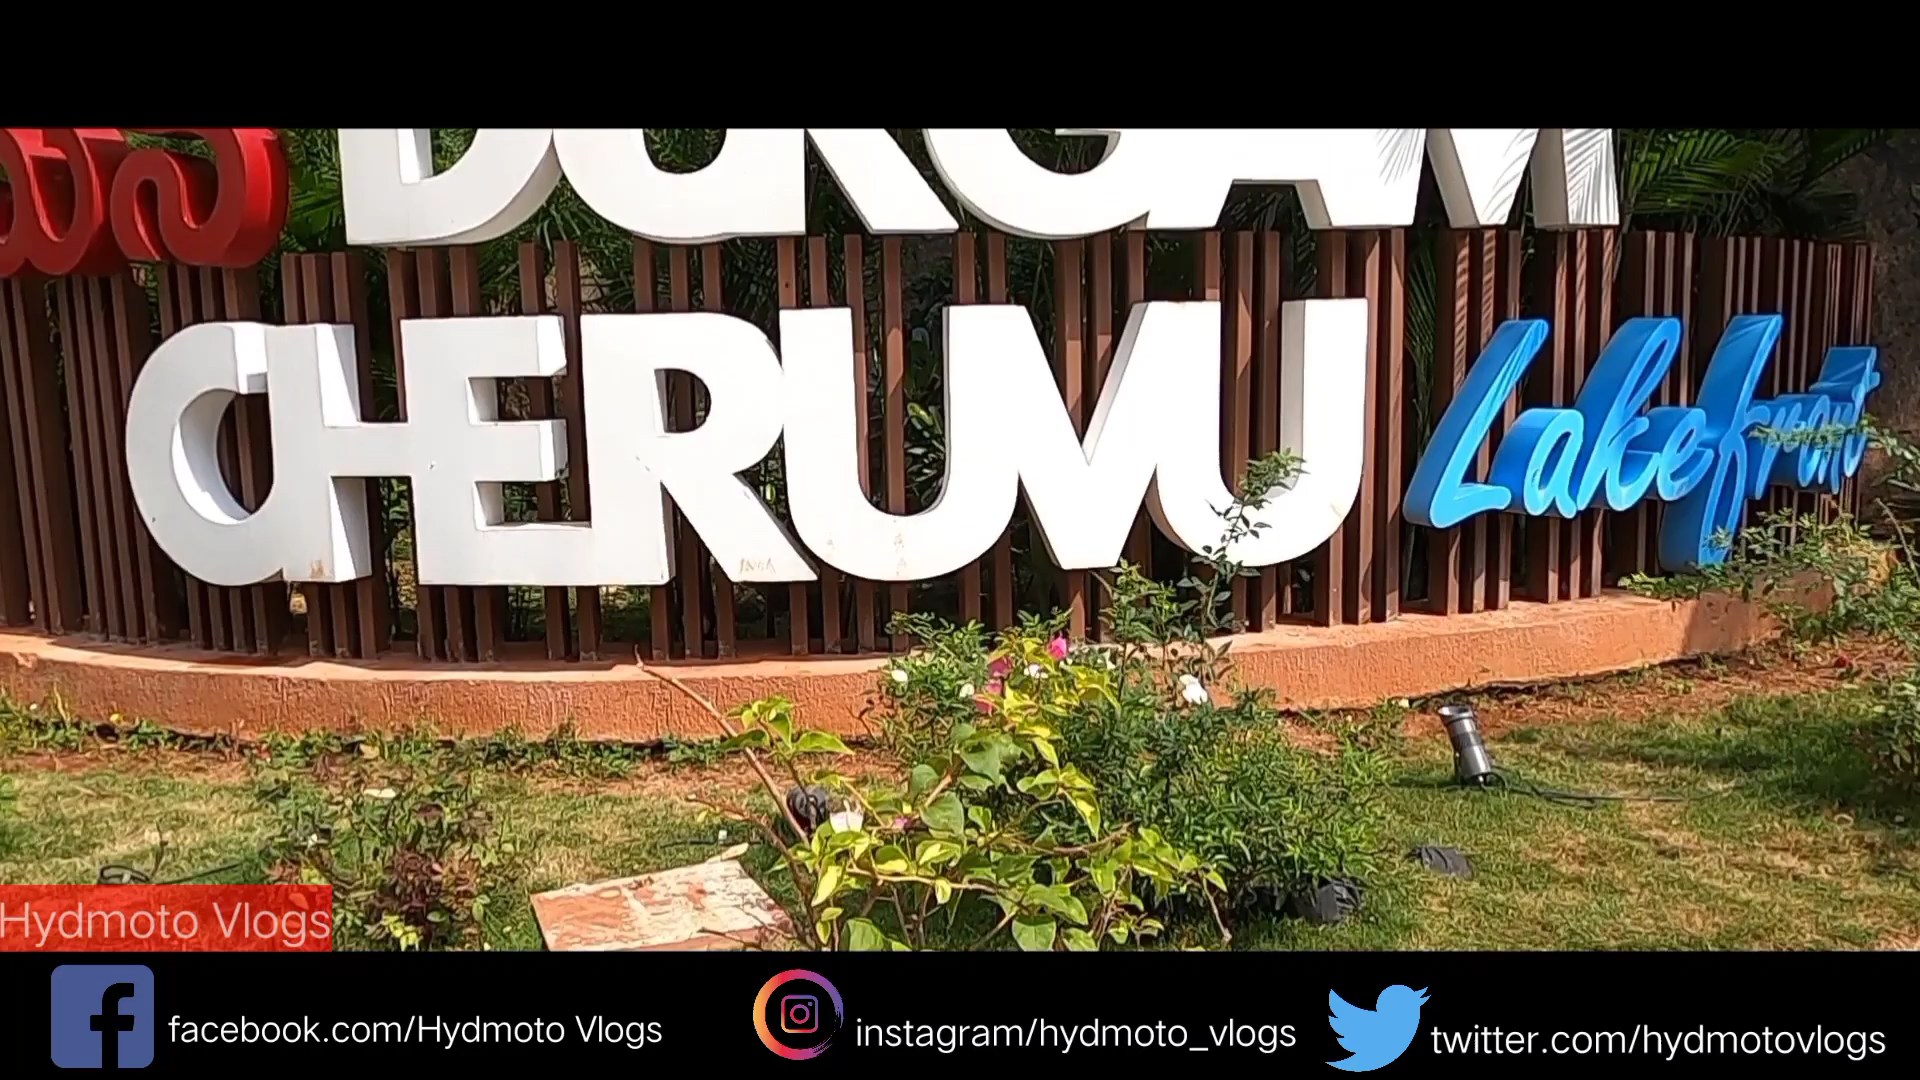 DURGAM
CHERUVU
Lakefront
Hydmoto Vlogs
facebook.com/Hydmoto Vlogs
instagram/hydmoto_vlogs
twitter.com/hydmotovlogs